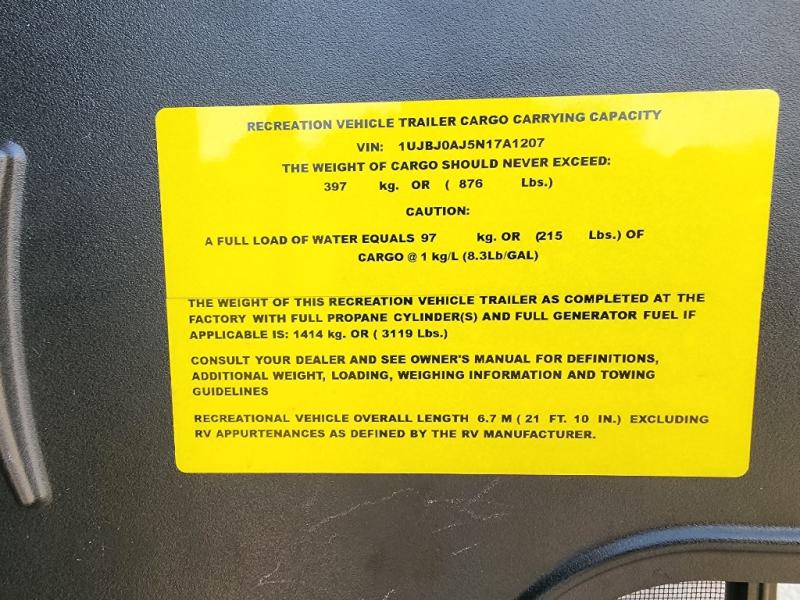 RECREATION VEHICLE TRAILER CARGO CARRYING CAPACITY
VIN: 1UJBJ0AJ5N17A1207
THE WEIGHT OF CARGO SHOULD NEVER EXCEED:
397 kg. OR ( 876 Lbs.)
CAUTION:
A FULL LOAD OF WATER EQUALS 97 kg. OR (215 Lbs.) OF
CARGO @ 1 kg/L (8.3Lb/GAL)
THE WEIGHT OF THIS RECREATION VEHICLE TRAILER AS COMPLETED AT THE
FACTORY WITH FULL PROPANE CYLINDER(S) AND FULL GENERATOR FUEL IF
APPLICABLE IS: 1414 kg. OR ( 3119 Lbs.)
CONSULT YOUR DEALER AND SEE OWNER'S MANUAL FOR DEFINITIONS,
ADDITIONAL WEIGHT, LOADING, WEIGHING INFORMATION AND TOWING
GUIDELINES
RECREATIONAL VEHICLE OVERALL LENGTH 6.7 M ( 21 FT. 10 IN.) EXCLUDING
RV APPURTENANCES AS DEFINED BY THE RV MANUFACTURER.